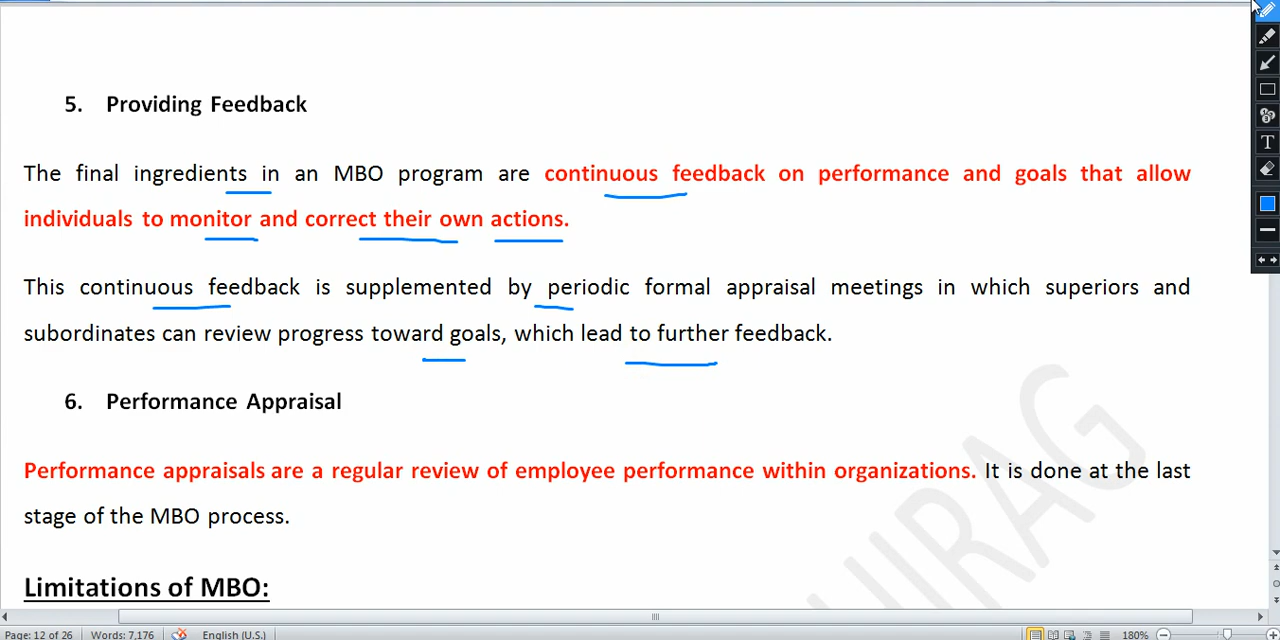 5. Providing Feedback
The final ingredients in an MBO program are continuous feedback on performance and goals that allow
individuals to monitor and correct their own actions.
This continuous feedback is supplemented by periodic formal appraisal meetings in which superiors and
subordinates can review progress toward goals, which lead to further feedback.
6. Performance Appraisal
Performance appraisals are a regular review of employee performance within organizations. It is done at the last
stage of the MBO process.
Limitations of MBO:
Page: 12 of 26 Words: 7,176 English (U.S.) 180%